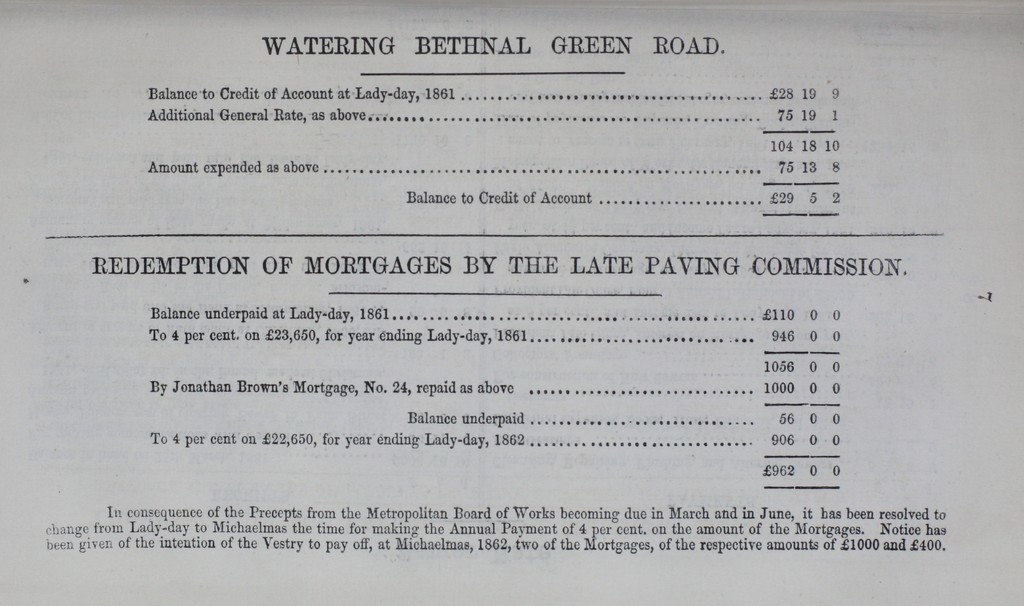 WATERING BETHNAL GREEN ROAD.
Balance to Credit of Account at Lady-day, 1861 ........ £28 19 9
Additional General Rate, as above........ 75 19 1
104 18 10
Amount expended as above........ 75 13 8
Balance to Credit of Account ........ £29 5 2
REDEMPTION OF MORTGAGES BY THE LATE PAVING COMMISSION.
Balance underpaid at Lady-day, 1861........ £110 0 0
To 4 per cent. on £23,650, for year ending Lady-day, 1861........ 946 0 0
1056 0 0
By Jonathan Brown's Mortgage, No. 24, repaid as above ........ 1000 0 0
Balance underpaid ........ 56 0 0
To 4 per cent on £22,650, for year ending Lady-day, 1862........ 906 0 0
£962 0 0
In consequence of the Precepts from the Metropolitan Board of Works becoming due in March and in June, it has been resolved to
change from Lady-day to Michaelmas the time for making the Annual Payment of 4 per cent. on the amount of the Mortgages. Notice has
been given of the intention of the Vestry to pay off, at Michaelmas, 1862, two of the Mortgages, of the respective amounts of £1000 and £400.